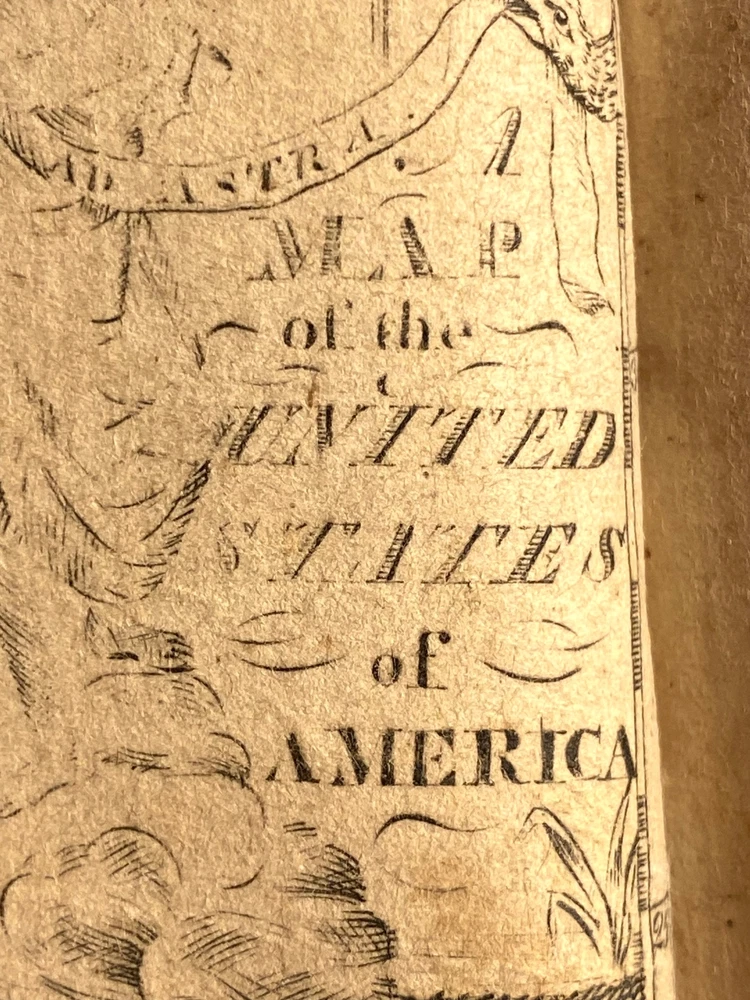 AD ASTRA.
A
MAP
of the
UNITED
STATES
of
AMERICA